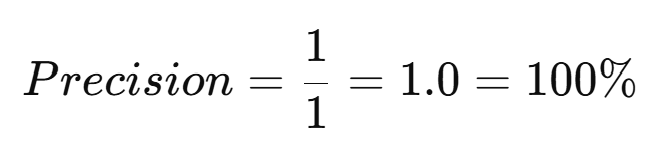 Precision = 1/1 = 1.0 = 100%